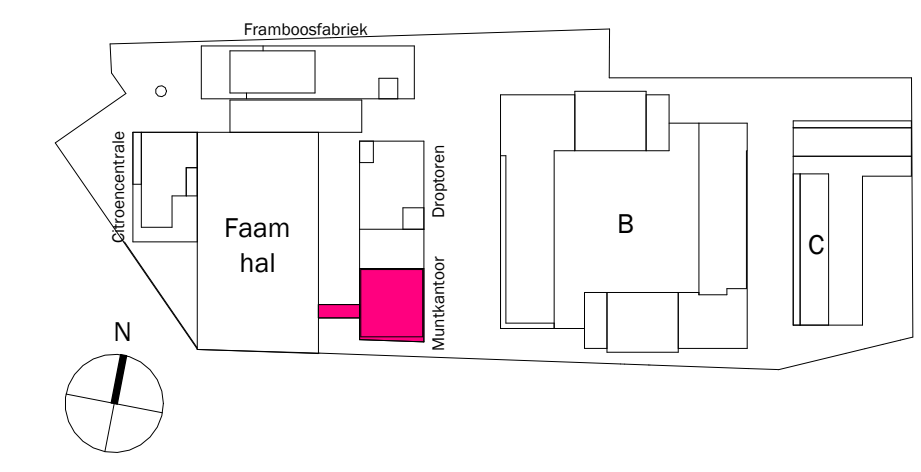 Framboosfabriek
Citroencentrale
Droptoren
Faam
hal
B
C
Muntkantoor
N